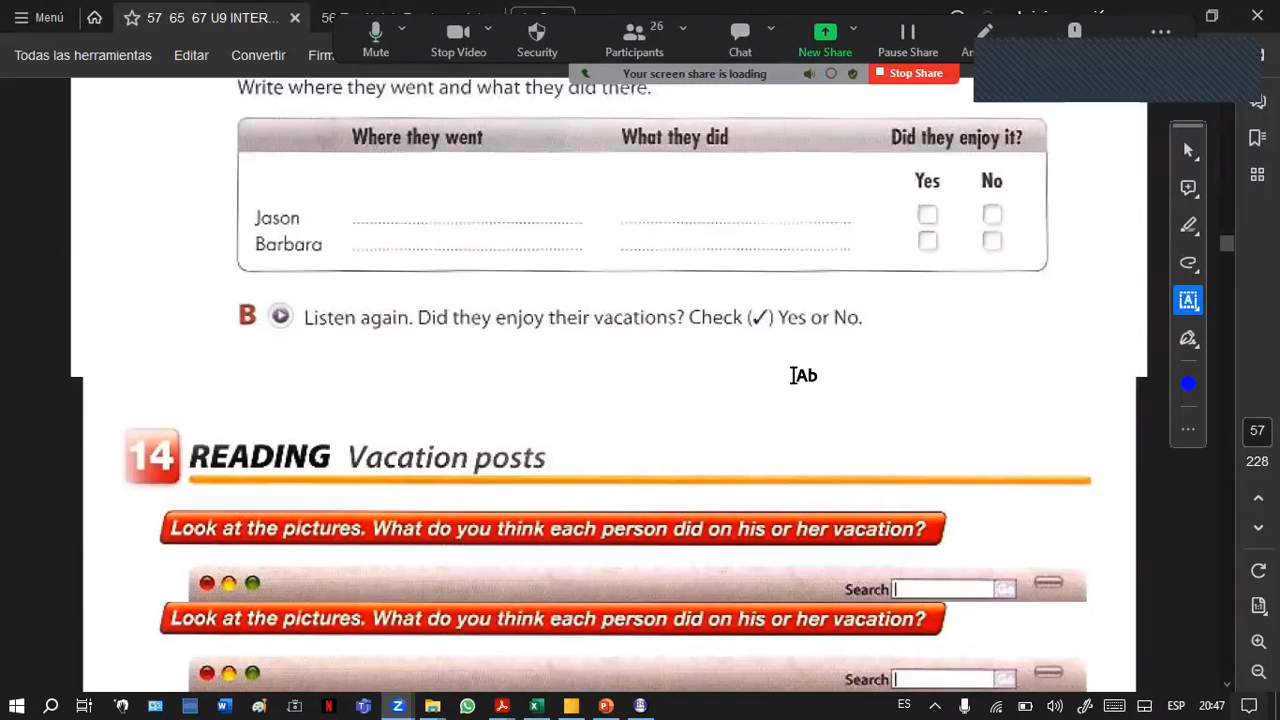 Menú
57 65 67 U9 INTER...
26
Todas las herramientas
Editar
Convertir
Mute
Stop Video
Security
Participants
Chat
New Share
Pause Share
Your screen share is loading
Stop Share
Write where they went and what they did there.
Where they went
What they did
Did they enjoy it?
Yes
No
Jason
Barbara
B Listen again. Did they enjoy their vacations? Check (✓) Yes or No.
Ab
14 READING Vacation posts
Look at the pictures. What do you think each person did on his or her vacation?
Search
Look at the pictures. What do you think each person did on his or her vacation?
Search
57
228
ES
ESP
20:47